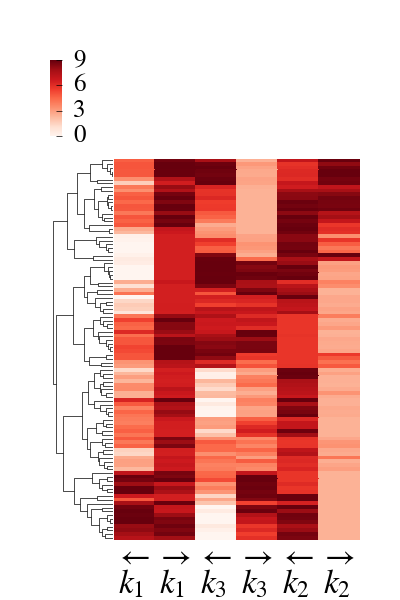 9
6
3
0
← → ← → ← →
k₁ k₁ k₃ k₃ k₂ k₂